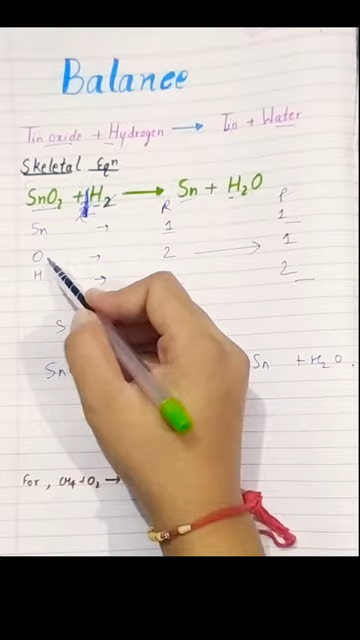 Balance
Tin oxide + Hydrogen → Tin + Water
Skeletal Eqn
SnO₂ + H₂ → Sn + H₂O
R P
Sn → 1 1
O → 2 → 1
H → 2
S
Sn Sn + H₂O.
For, CH₄ + O₂ →